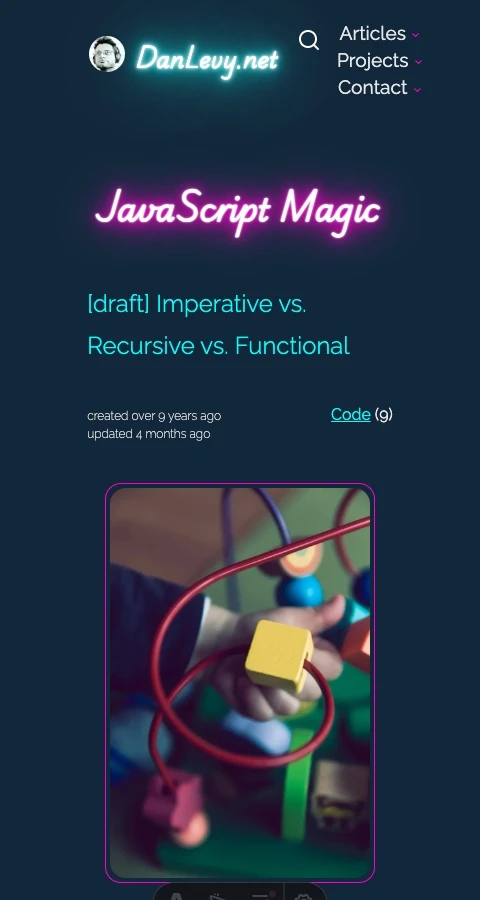 DanLevy.net
Articles
Projects
Contact
JavaScript Magic
[draft] Imperative vs.
Recursive vs. Functional
created over 9 years ago
updated 4 months ago
Code (9)